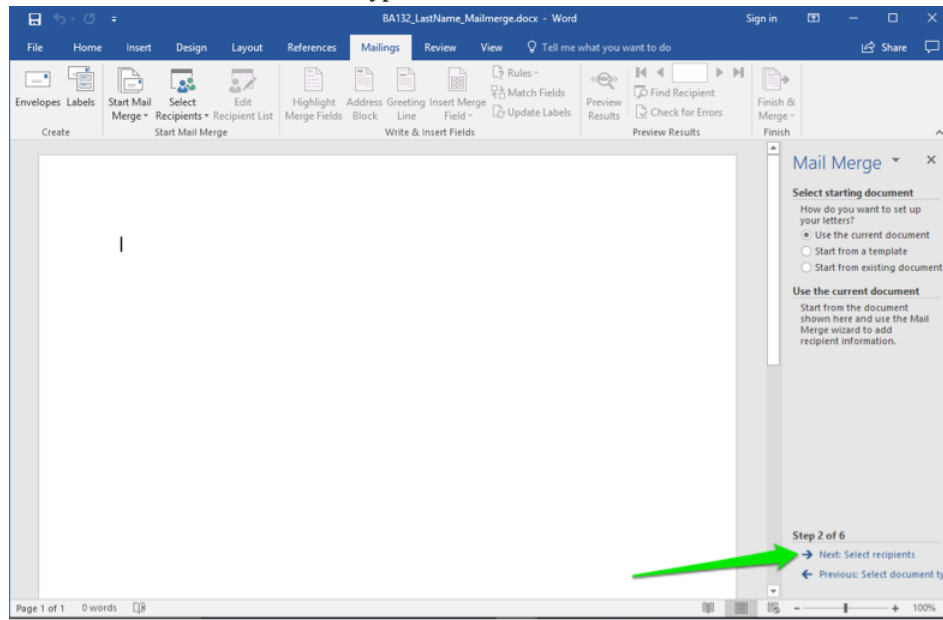 BA132_LastName_Mailmerge.docx - Word
Sign in
File Home Insert Design Layout References Mailings Review View Tell me what you want to do
Share
Envelopes Labels
Start Mail Merge
Select Recipients
Edit Recipient List
Highlight Merge Fields
Address Block
Greeting Line
Insert Merge Field
Rules
Match Fields
Update Labels
ABC
Preview Results
Find Recipient
Check for Errors
Finish & Merge
Create
Start Mail Merge
Write & Insert Fields
Preview Results
Finish
Mail Merge
Select starting document
How do you want to set up
your letters?
Use the current document
Start from a template
Start from existing document
Use the current document
Start from the document
shown here and use the Mail
Merge wizard to add
recipient information.
Step 2 of 6
Next: Select recipients
Previous: Select document ty
Page 1 of 1 0 words
100%